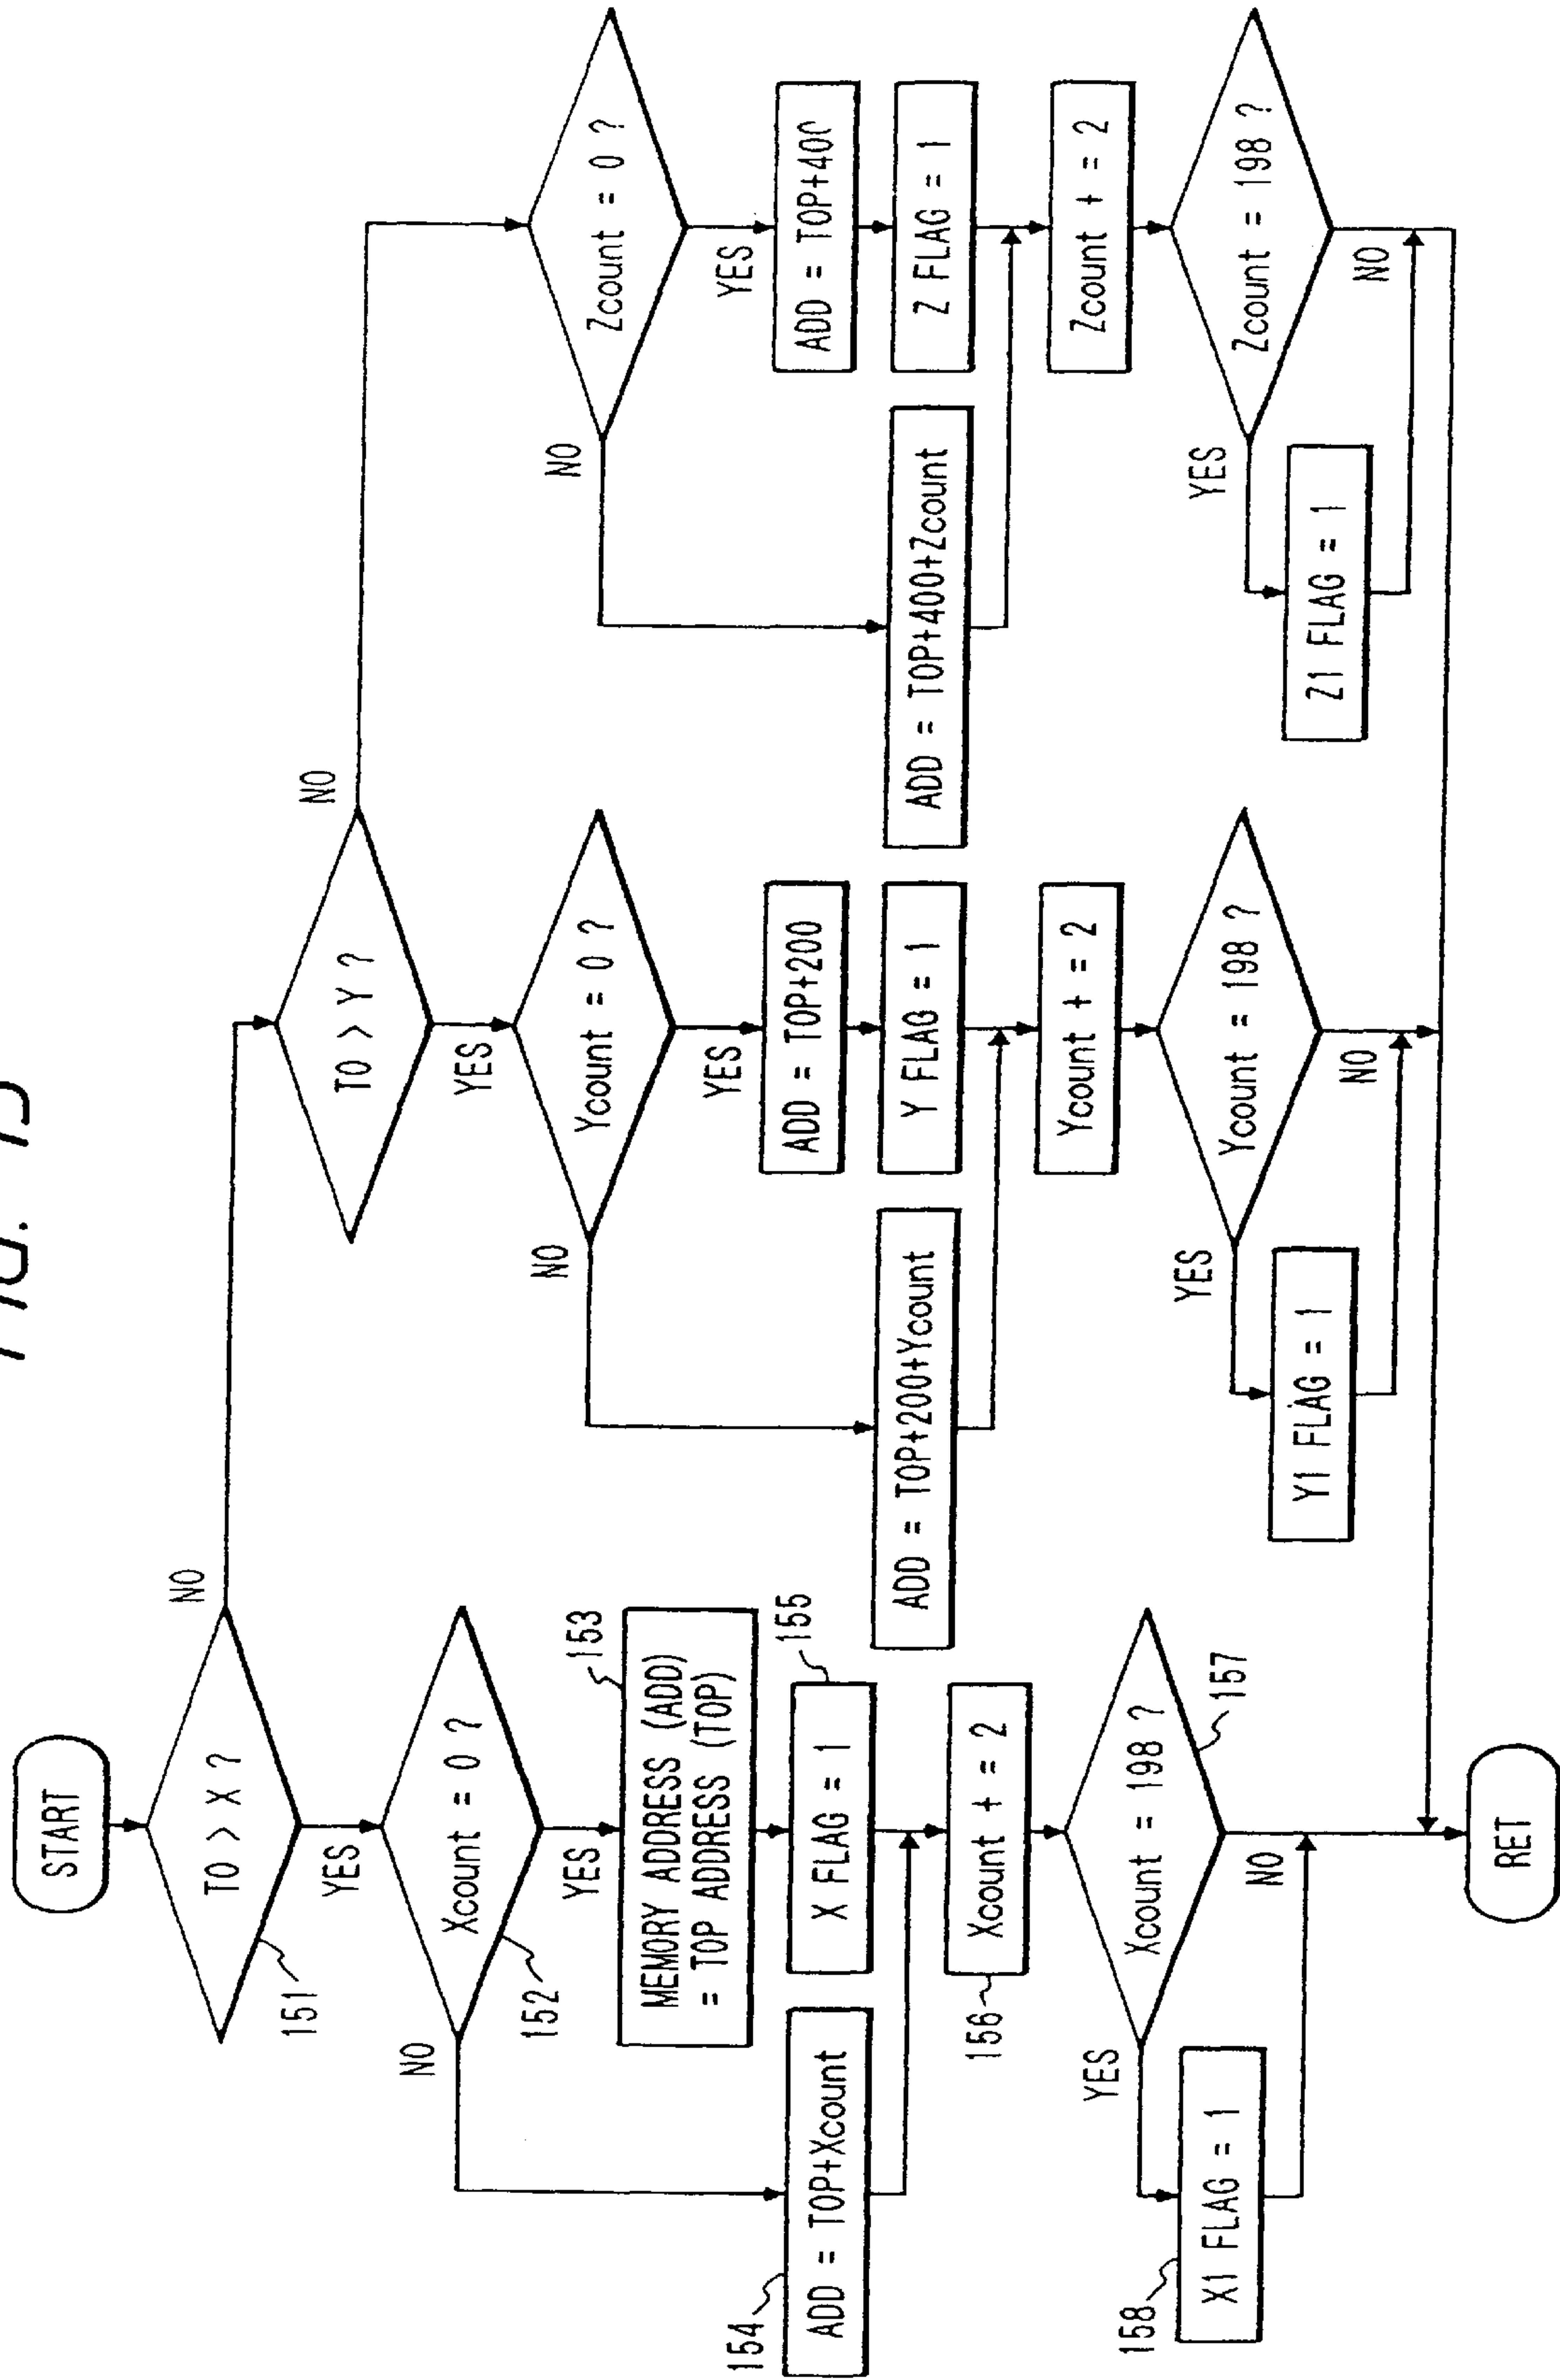 START
T0 > X ?
NO
151
YES
Xcount = 0 ?
NO
152
YES
MEMORY ADDRESS (ADD)
= TOP ADDRESS (TOP)
153
ADD = TOP+Xcount
154
X FLAG = 1
155
Xcount + = 2
156
Xcount = 198 ?
157
YES
NO
X1 FLAG = 1
158
RET
T0 > Y ?
NO
YES
Ycount = 0 ?
NO
YES
ADD = TOP+200
Y FLAG = 1
ADD = TOP+200+Ycount
Ycount + = 2
Ycount = 198 ?
YES
NO
Y1 FLAG = 1
Zcount = 0 ?
NO
YES
ADD = TOP+400
Z FLAG = 1
ADD = TOP+400+Zcount
Zcount + = 2
Zcount = 198 ?
YES
NO
Z1 FLAG = 1